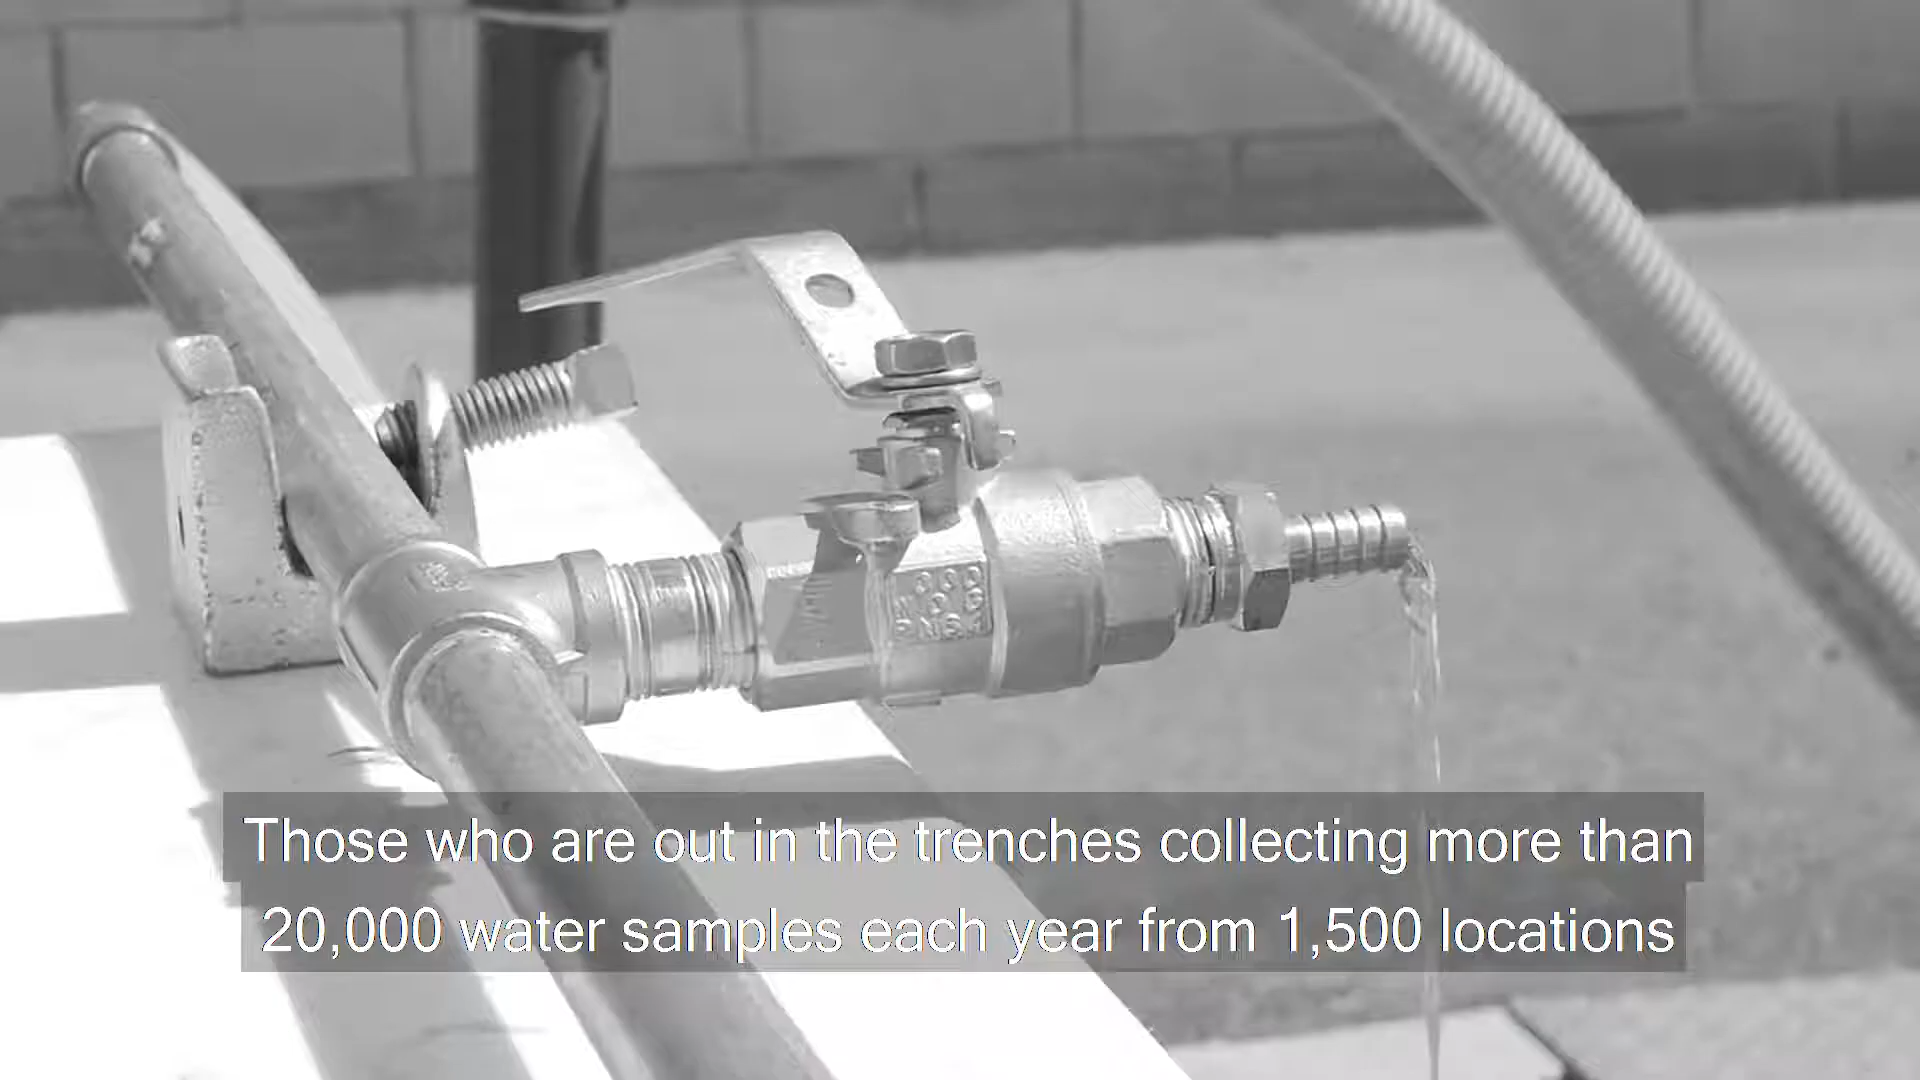 Those who are out in the trenches collecting more than
20,000 water samples each year from 1,500 locations